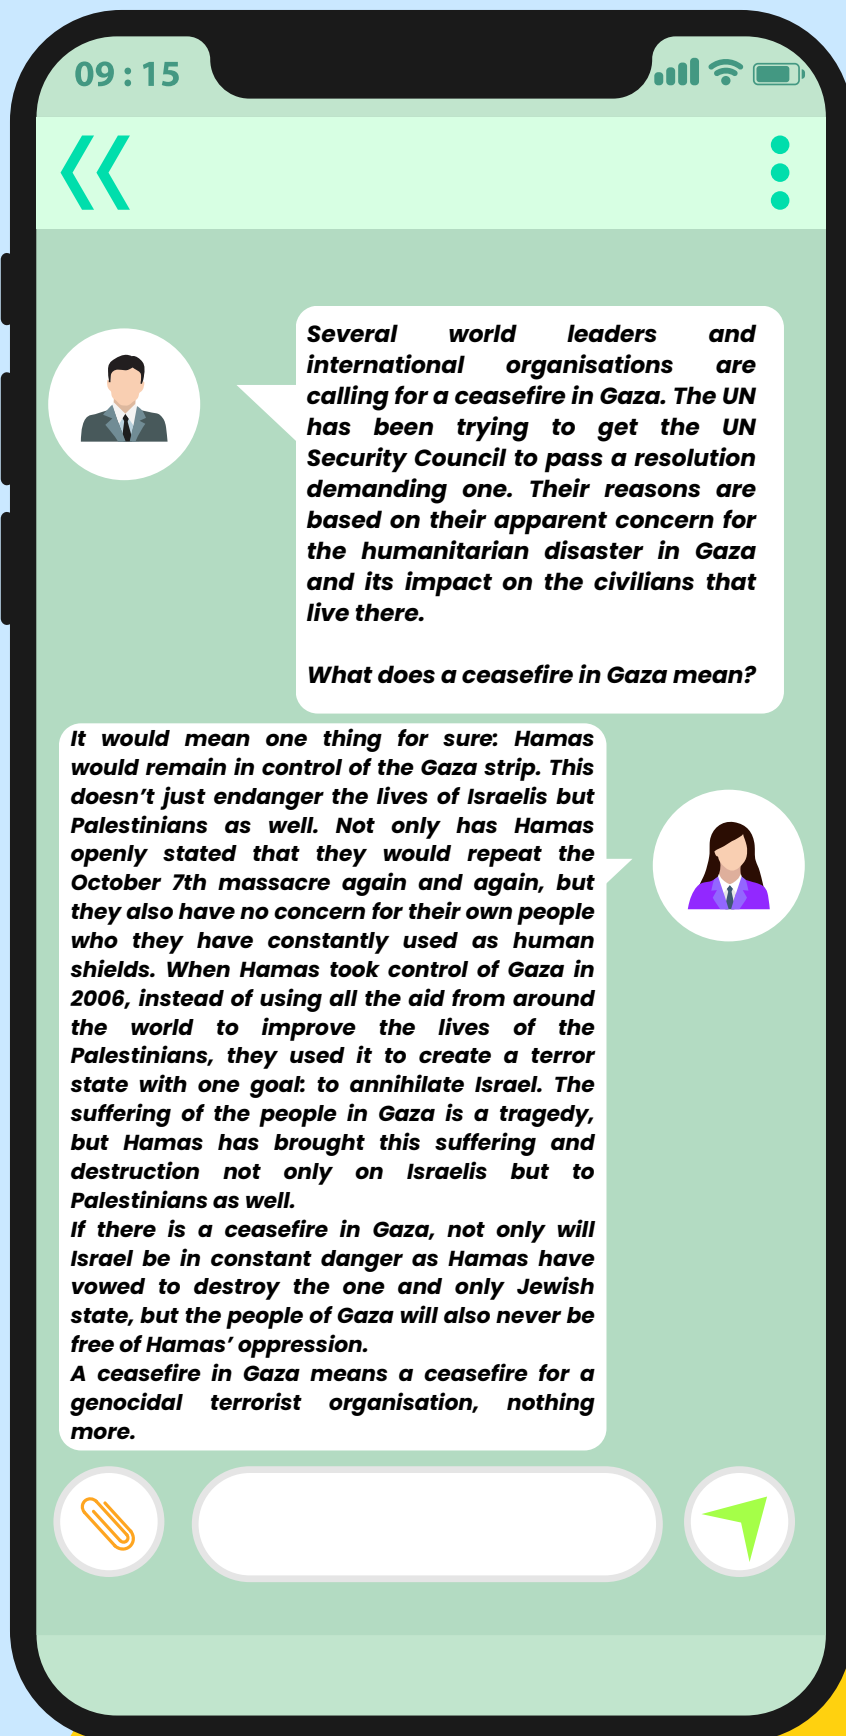 09 : 15
Several world leaders and
international organisations are
calling for a ceasefire in Gaza. The UN
has been trying to get the UN
Security Council to pass a resolution
demanding one. Their reasons are
based on their apparent concern for
the humanitarian disaster in Gaza
and its impact on the civilians that
live there.
What does a ceasefire in Gaza mean?
It would mean one thing for sure: Hamas
would remain in control of the Gaza strip. This
doesn't just endanger the lives of Israelis but
Palestinians as well. Not only has Hamas
openly stated that they would repeat the
October 7th massacre again and again, but
they also have no concern for their own people
who they have constantly used as human
shields. When Hamas took control of Gaza in
2006, instead of using all the aid from around
the world to improve the lives of the
Palestinians, they used it to create a terror
state with one goal: to annihilate Israel. The
suffering of the people in Gaza is a tragedy,
but Hamas has brought this suffering and
destruction not only on Israelis but to
Palestinians as well.
If there is a ceasefire in Gaza, not only will
Israel be in constant danger as Hamas have
vowed to destroy the one and only Jewish
state, but the people of Gaza will also never be
free of Hamas' oppression.
A ceasefire in Gaza means a ceasefire for a
genocidal terrorist organisation, nothing
more.